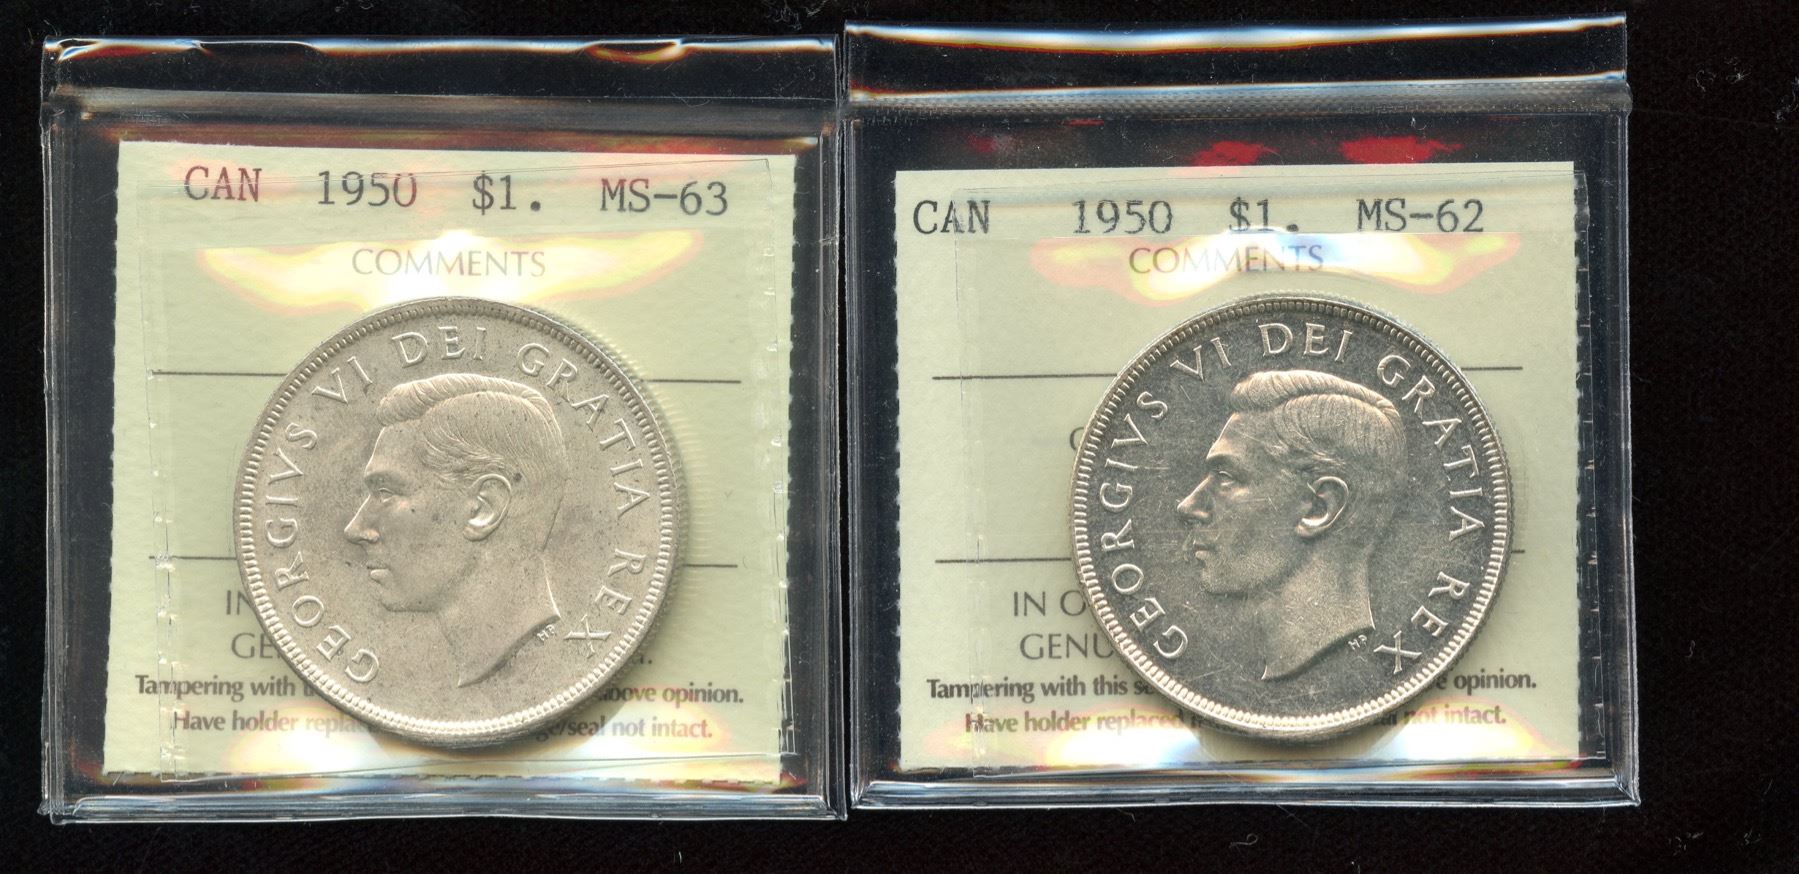 CAN 1950 $1. MS-63
COMMENTS
GEORGIVS VI DEI GRATIA REX
HP
IN
GE
Tampering with
above opinion.
Have holder replac
ge/seal not intact.
CAN 1950 $1. MS-62
COMMENTS
GEORGIVS VI DEI GRATIA REX
HP
IN O
GENU
Tampering with this se
e opinion.
Have holder replaced
not intact.